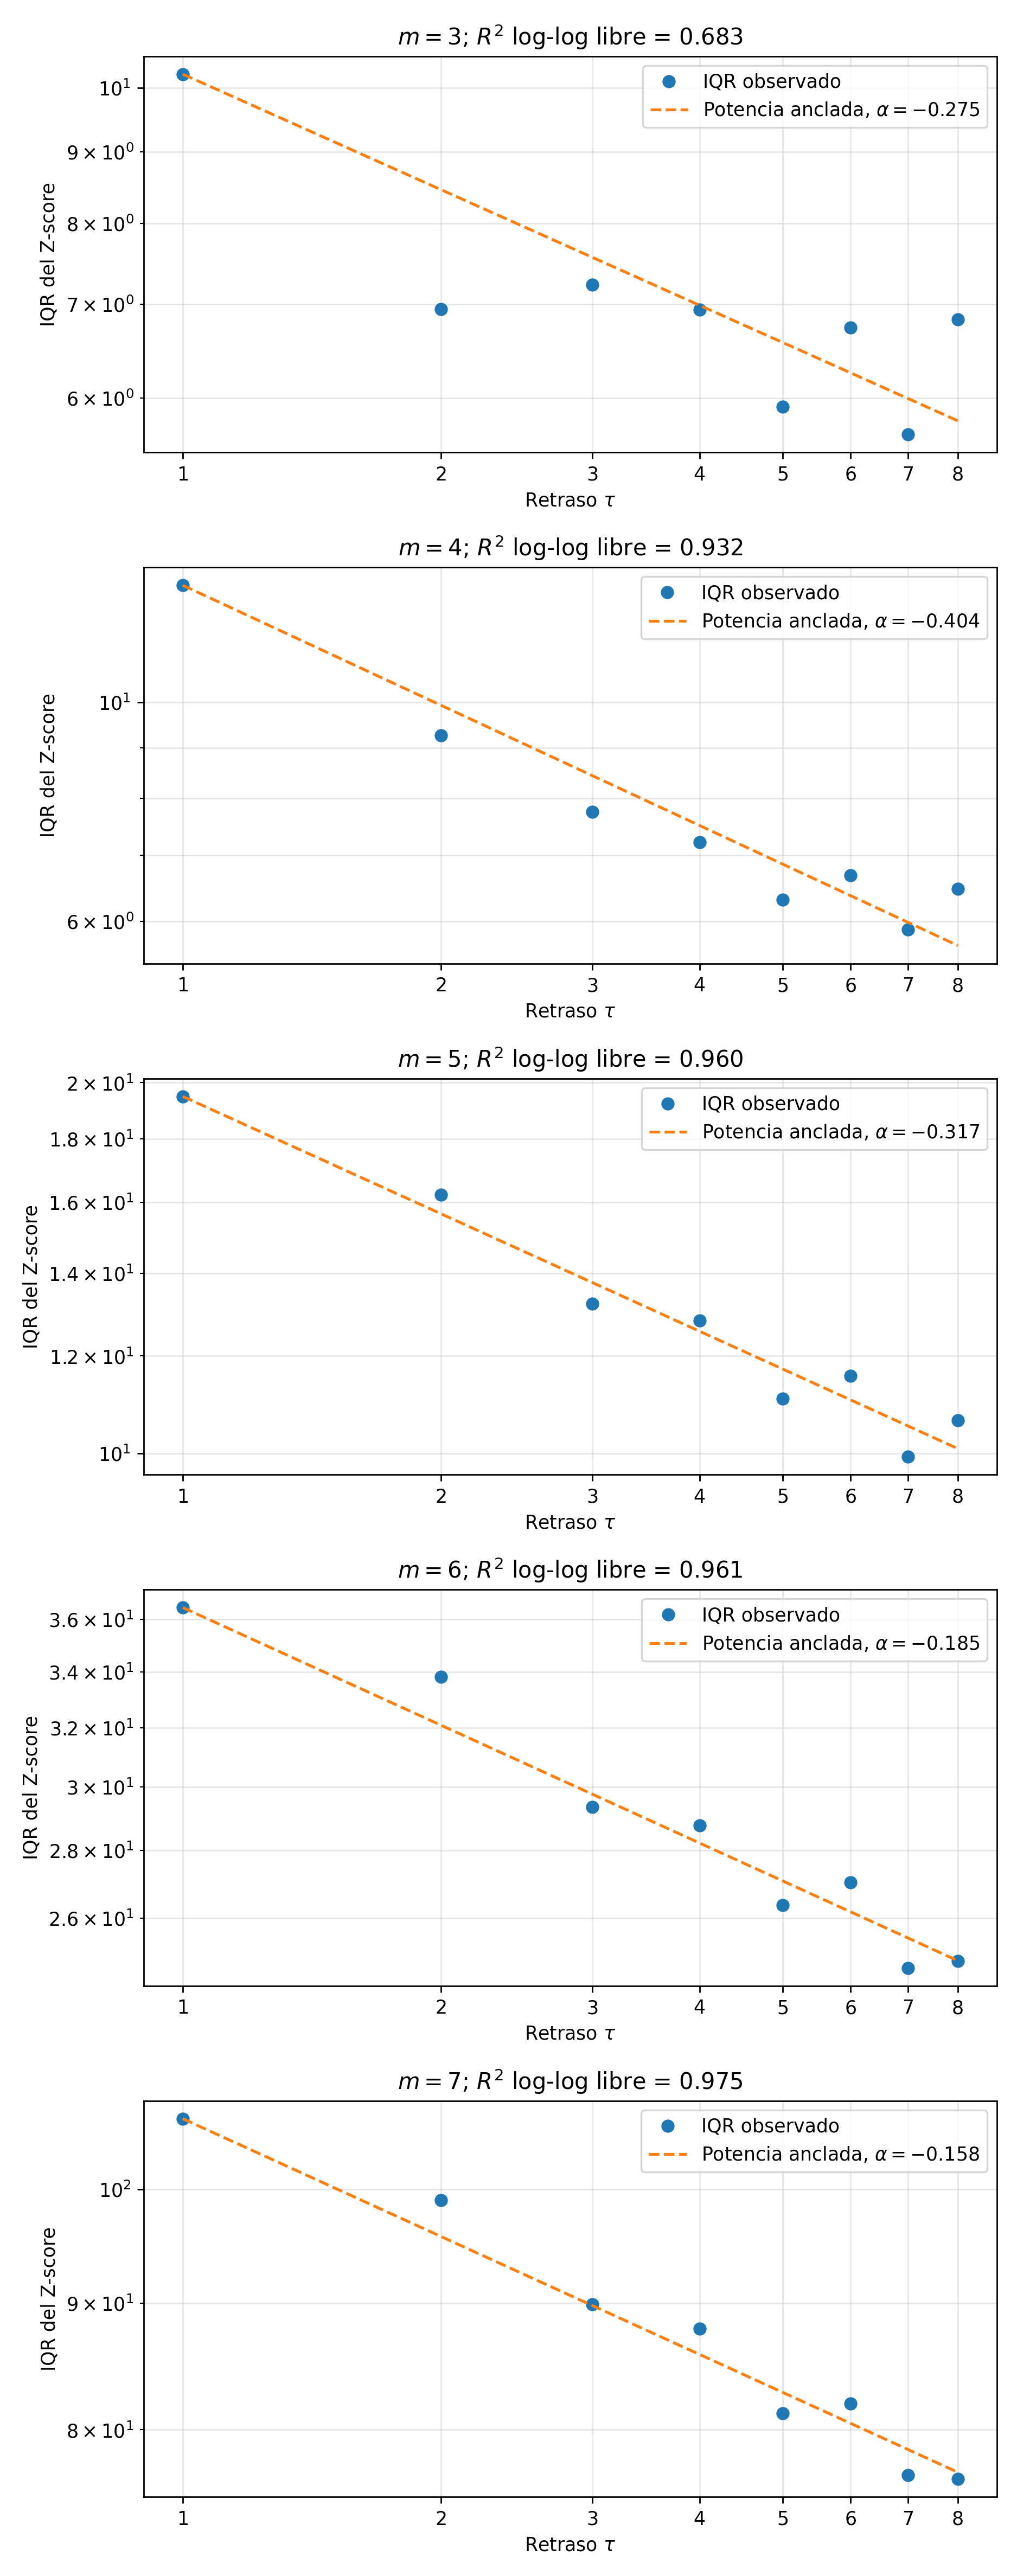 m = 3; R² log-log libre = 0.683
IQR observado
Potencia anclada, α = −0.275
10¹
9 × 10⁰
8 × 10⁰
7 × 10⁰
6 × 10⁰
IQR del Z-score
1 2 3 4 5 6 7 8
Retraso τ
m = 4; R² log-log libre = 0.932
IQR observado
Potencia anclada, α = −0.404
10¹
6 × 10⁰
IQR del Z-score
1 2 3 4 5 6 7 8
Retraso τ
m = 5; R² log-log libre = 0.960
IQR observado
Potencia anclada, α = −0.317
2 × 10¹
1.8 × 10¹
1.6 × 10¹
1.4 × 10¹
1.2 × 10¹
10¹
IQR del Z-score
1 2 3 4 5 6 7 8
Retraso τ
m = 6; R² log-log libre = 0.961
IQR observado
Potencia anclada, α = −0.185
3.6 × 10¹
3.4 × 10¹
3.2 × 10¹
3 × 10¹
2.8 × 10¹
2.6 × 10¹
IQR del Z-score
1 2 3 4 5 6 7 8
Retraso τ
m = 7; R² log-log libre = 0.975
IQR observado
Potencia anclada, α = −0.158
10²
9 × 10¹
8 × 10¹
IQR del Z-score
1 2 3 4 5 6 7 8
Retraso τ